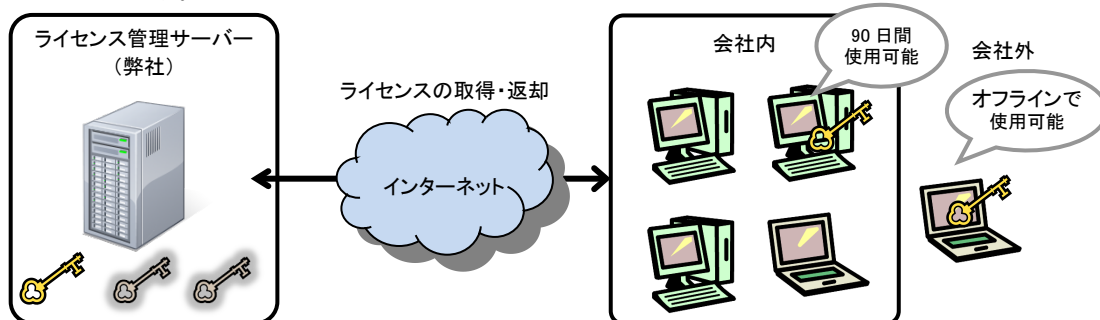 ライセンス管理サーバー
（弊社）
ライセンスの取得・返却
インターネット
会社内
90 日間
使用可能
会社外
オフラインで
使用可能